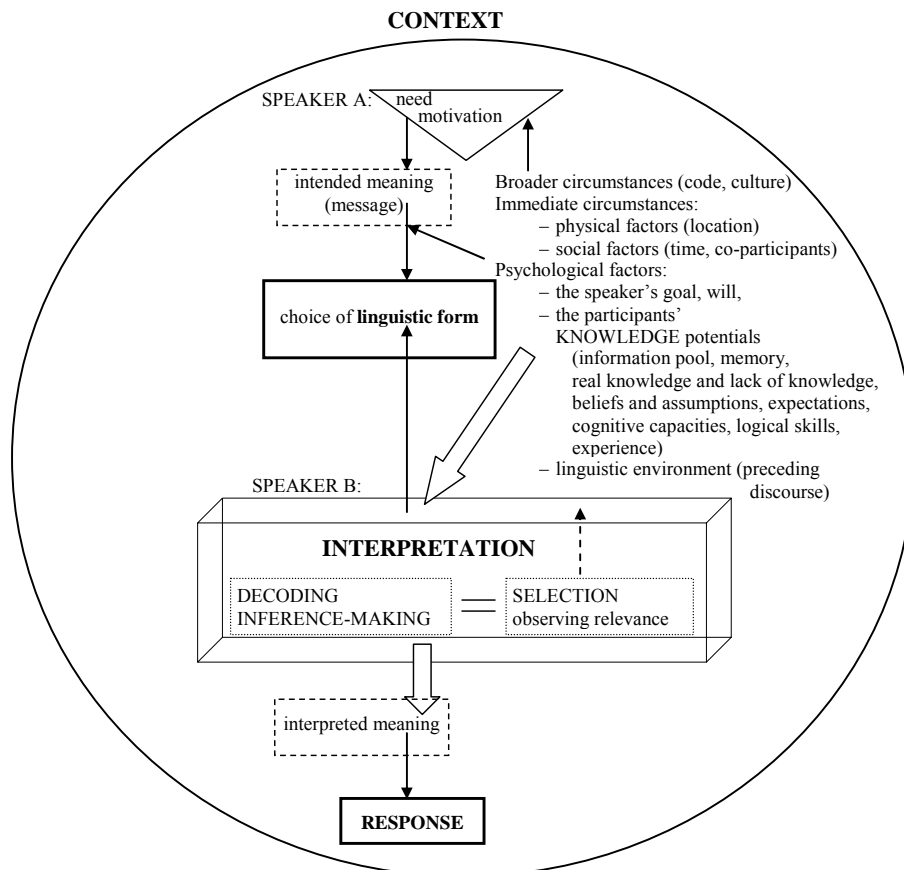 CONTEXT
SPEAKER A:
need
motivation
intended meaning
(message)
Broader circumstances (code, culture)
Immediate circumstances:
– physical factors (location)
– social factors (time, co-participants)
Psychological factors:
– the speaker’s goal, will,
– the participants’
KNOWLEDGE potentials
(information pool, memory,
real knowledge and lack of knowledge,
beliefs and assumptions, expectations,
cognitive capacities, logical skills,
experience)
– linguistic environment (preceding
discourse)
choice of linguistic form
SPEAKER B:
INTERPRETATION
DECODING
INFERENCE-MAKING
SELECTION
observing relevance
interpreted meaning
RESPONSE